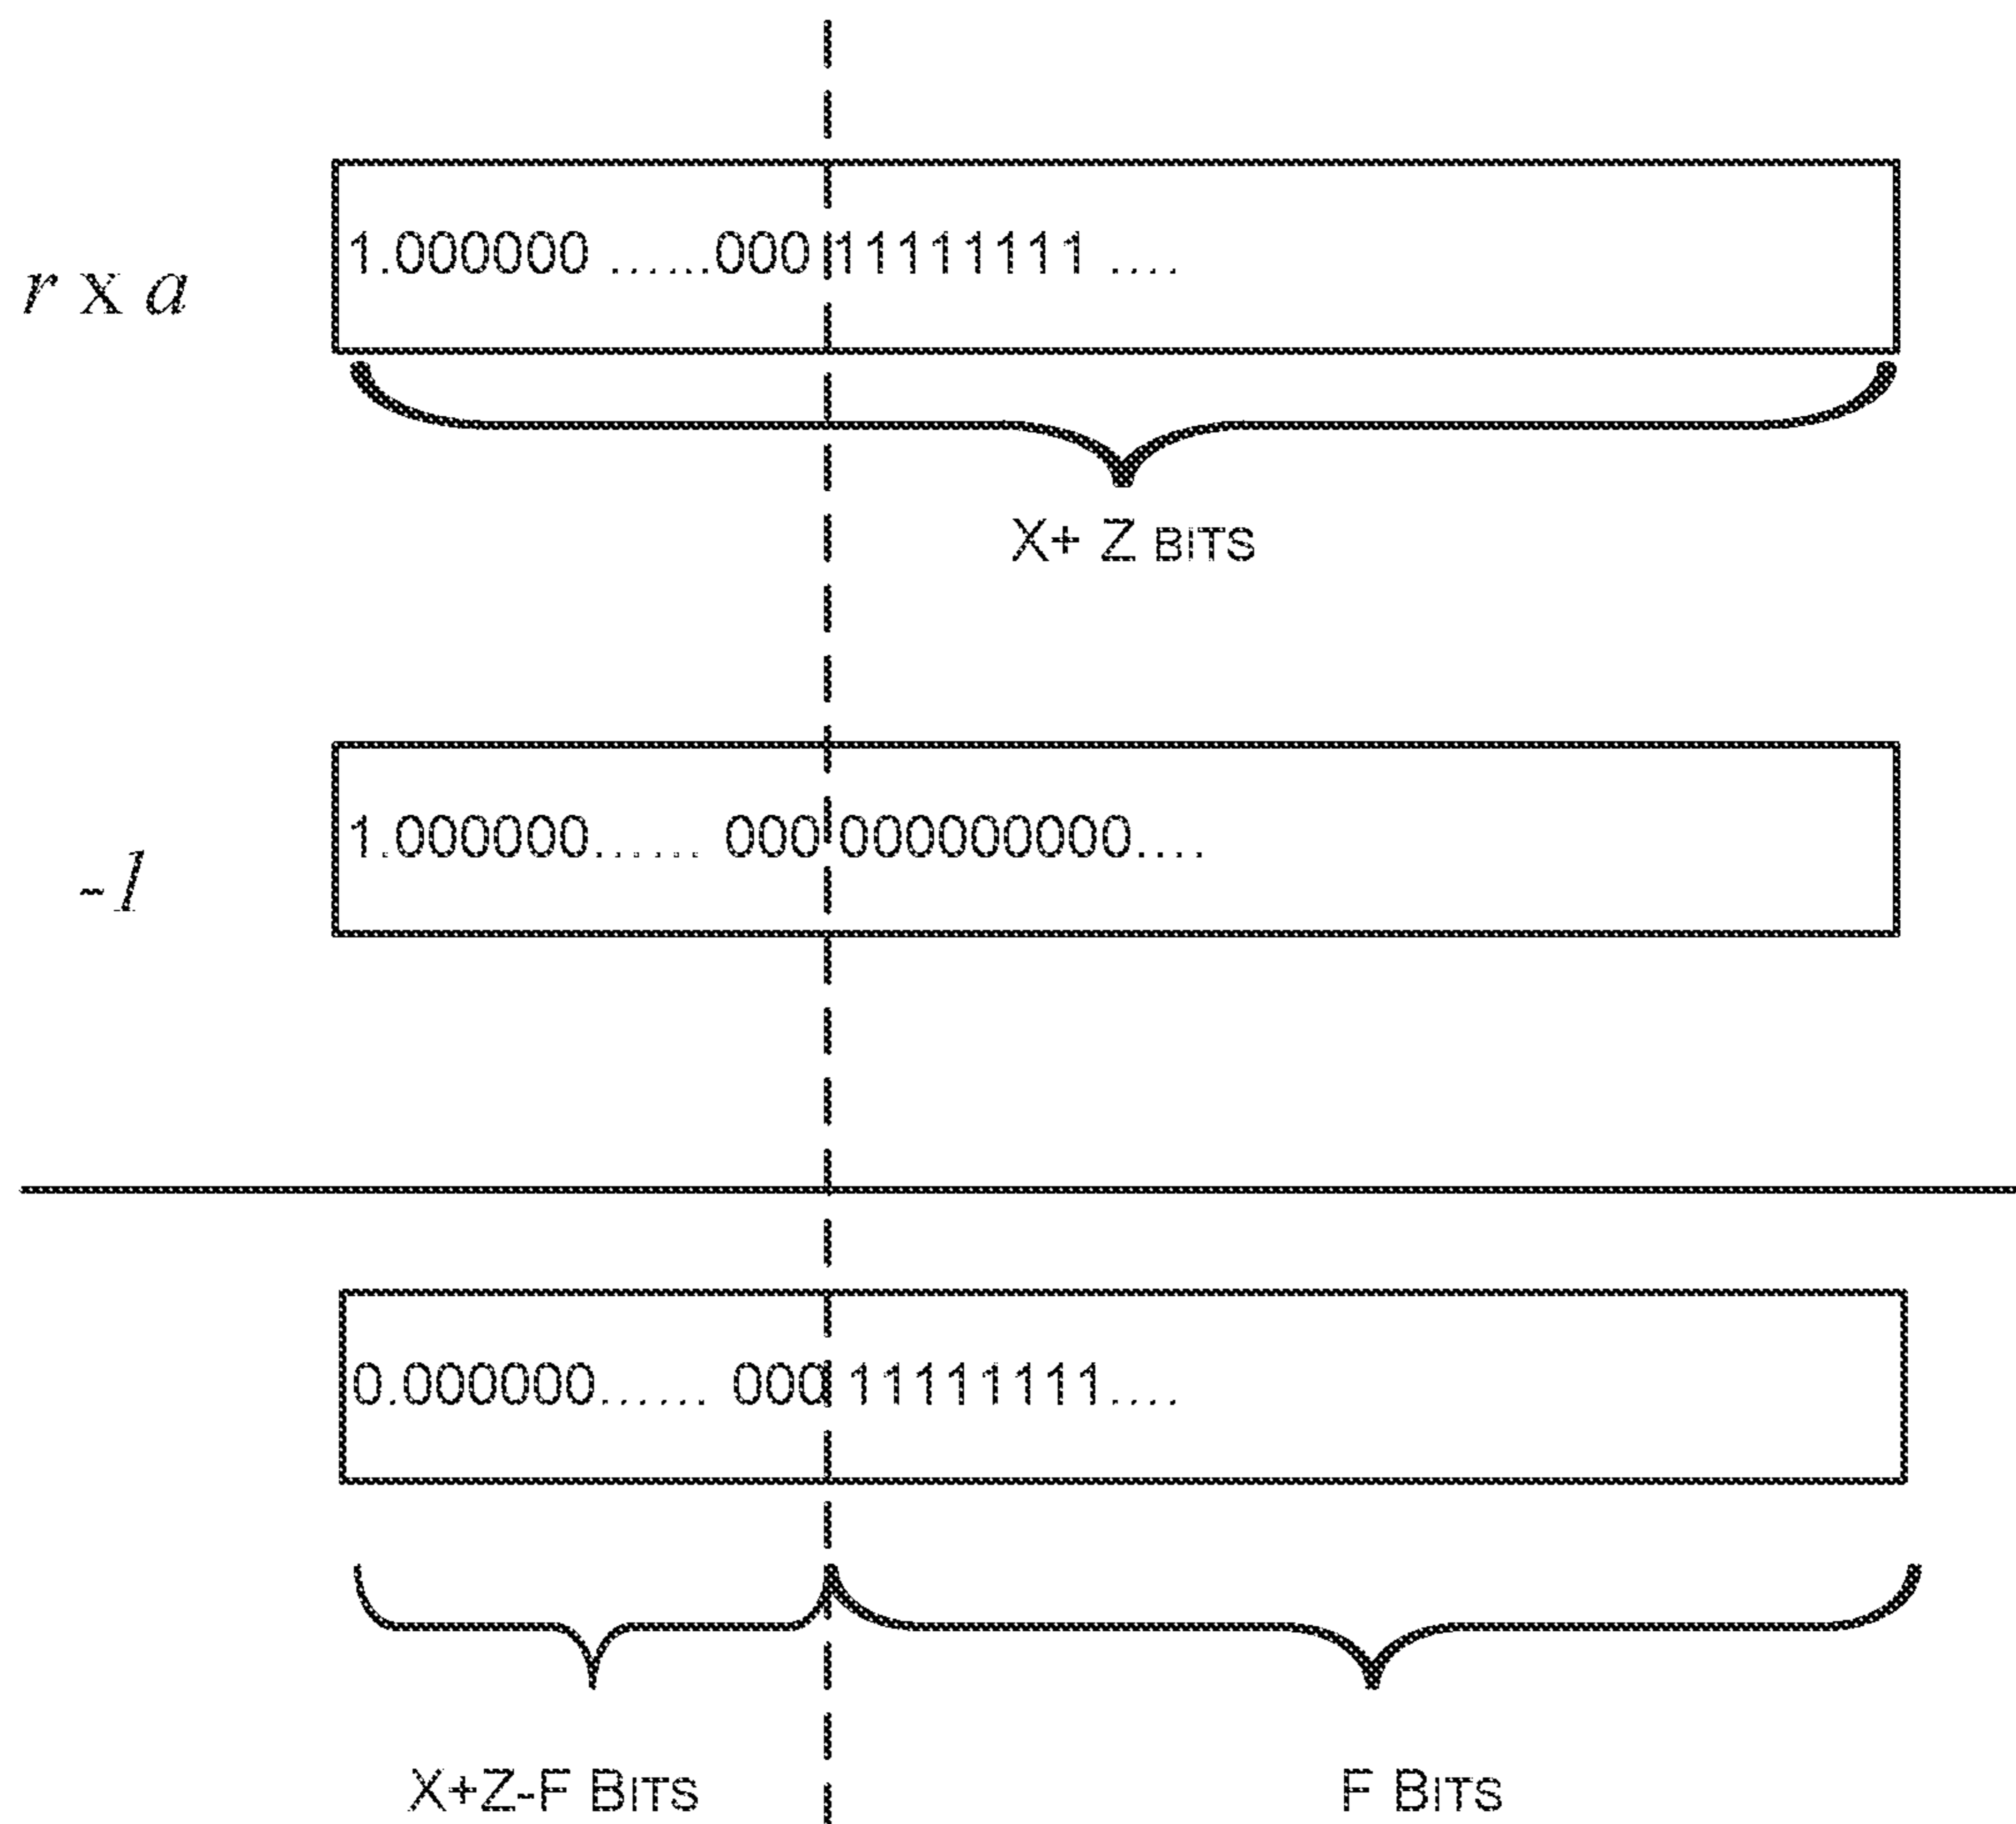 r x a
1.000000 ......000 11111111 ....
X+ Z BITS
-1
1.000000...... 000 000000000....
0.000000...... 000 11111111....
X+Z-F BITS
F BITS